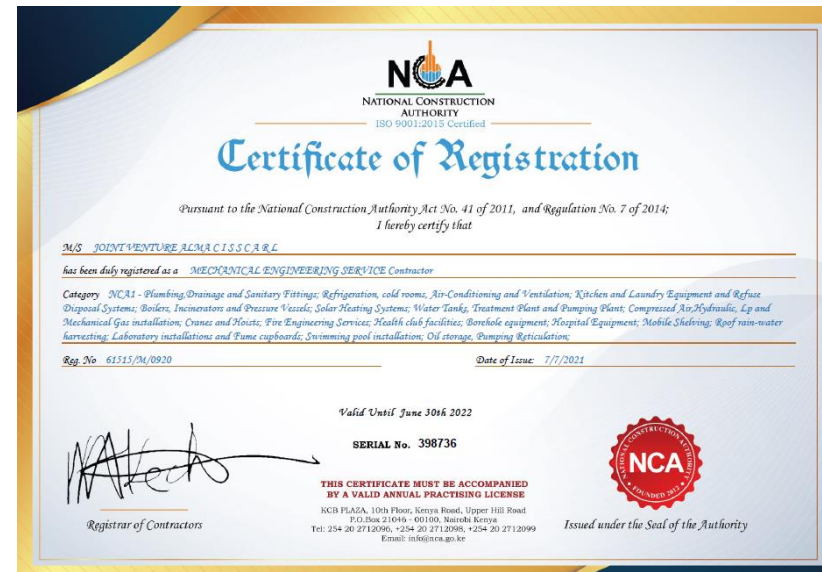 NCA
NATIONAL CONSTRUCTION
AUTHORITY
ISO 9001:2015 Certified
Certificate of Registration
Pursuant to the National Construction Authority Act No. 41 of 2011, and Regulation No. 7 of 2014;
I hereby certify that
M/S JOINT VENTURE ALMA C I S S C A R L
has been duly registered as a MECHANICAL ENGINEERING SERVICE Contractor
Category NCA1 - Plumbing,Drainage and Sanitary Fittings; Refrigeration, cold rooms, Air-Conditioning and Ventilation; Kitchen and Laundry Equipment and Refuse
Disposal Systems; Boilers, Incinerators and Pressure Vessels; Solar Heating Systems; Water Tanks, Treatment Plant and Pumping Plant; Compressed Air,Hydraulic, Lp and
Mechanical Gas installation; Cranes and Hoists; Fire Engineering Services; Health club facilities; Borehole equipment; Hospital Equipment; Mobile Shelving; Roof rain-water
harvesting; Laboratory installations and Fume cupboards; Swimming pool installation; Oil storage, Pumping Reticulation;
Reg. No 61515/M/0920 Date of Issue: 7/7/2021
Valid Until June 30th 2022
SERIAL No. 398736
THIS CERTIFICATE MUST BE ACCOMPANIED
BY A VALID ANNUAL PRACTISING LICENSE
KCB PLAZA, 10th Floor, Kenya Road, Upper Hill Road
P.O.Box 21046 - 00100, Nairobi Kenya
Tel: 254 20 2712096, +254 20 2712098, +254 20 2712099
Email: info@nca.go.ke
Registrar of Contractors
NATIONAL CONSTRUCTION AUTHORITY
NCA
FOUNDED 2012
Issued under the Seal of the Authority